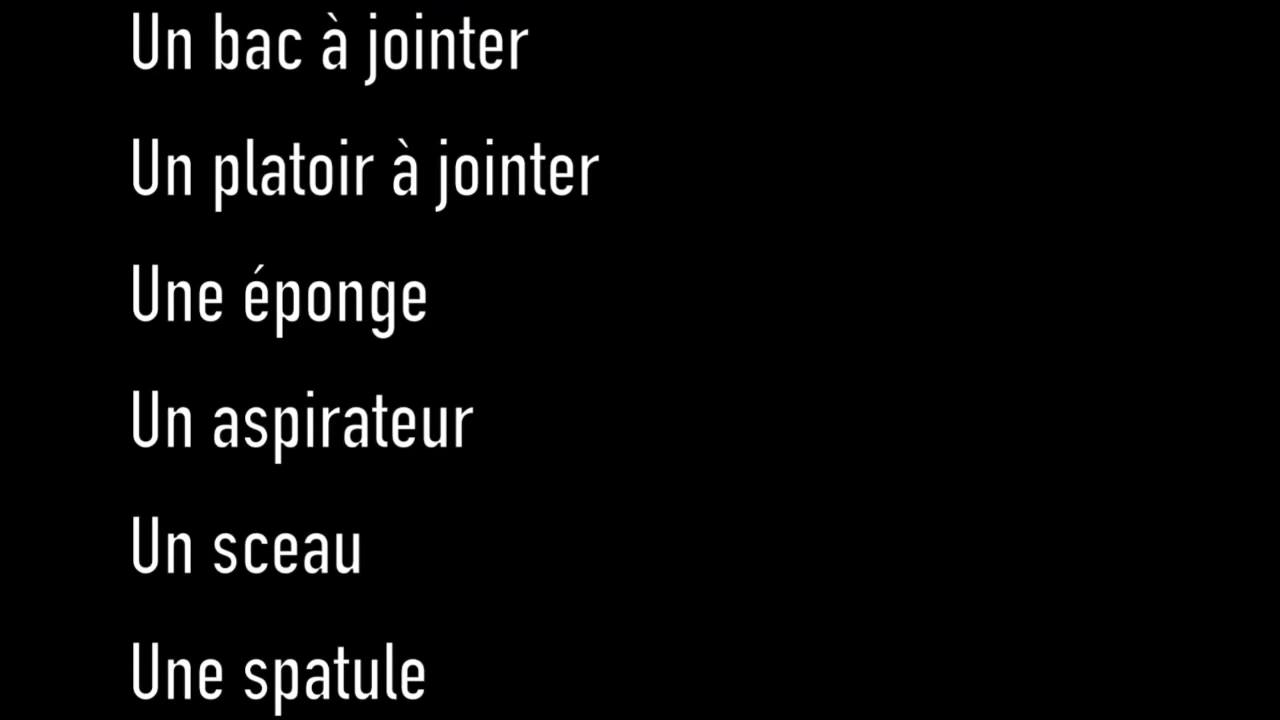 Un bac à jointer
Un platoir à jointer
Une éponge
Un aspirateur
Un sceau
Une spatule